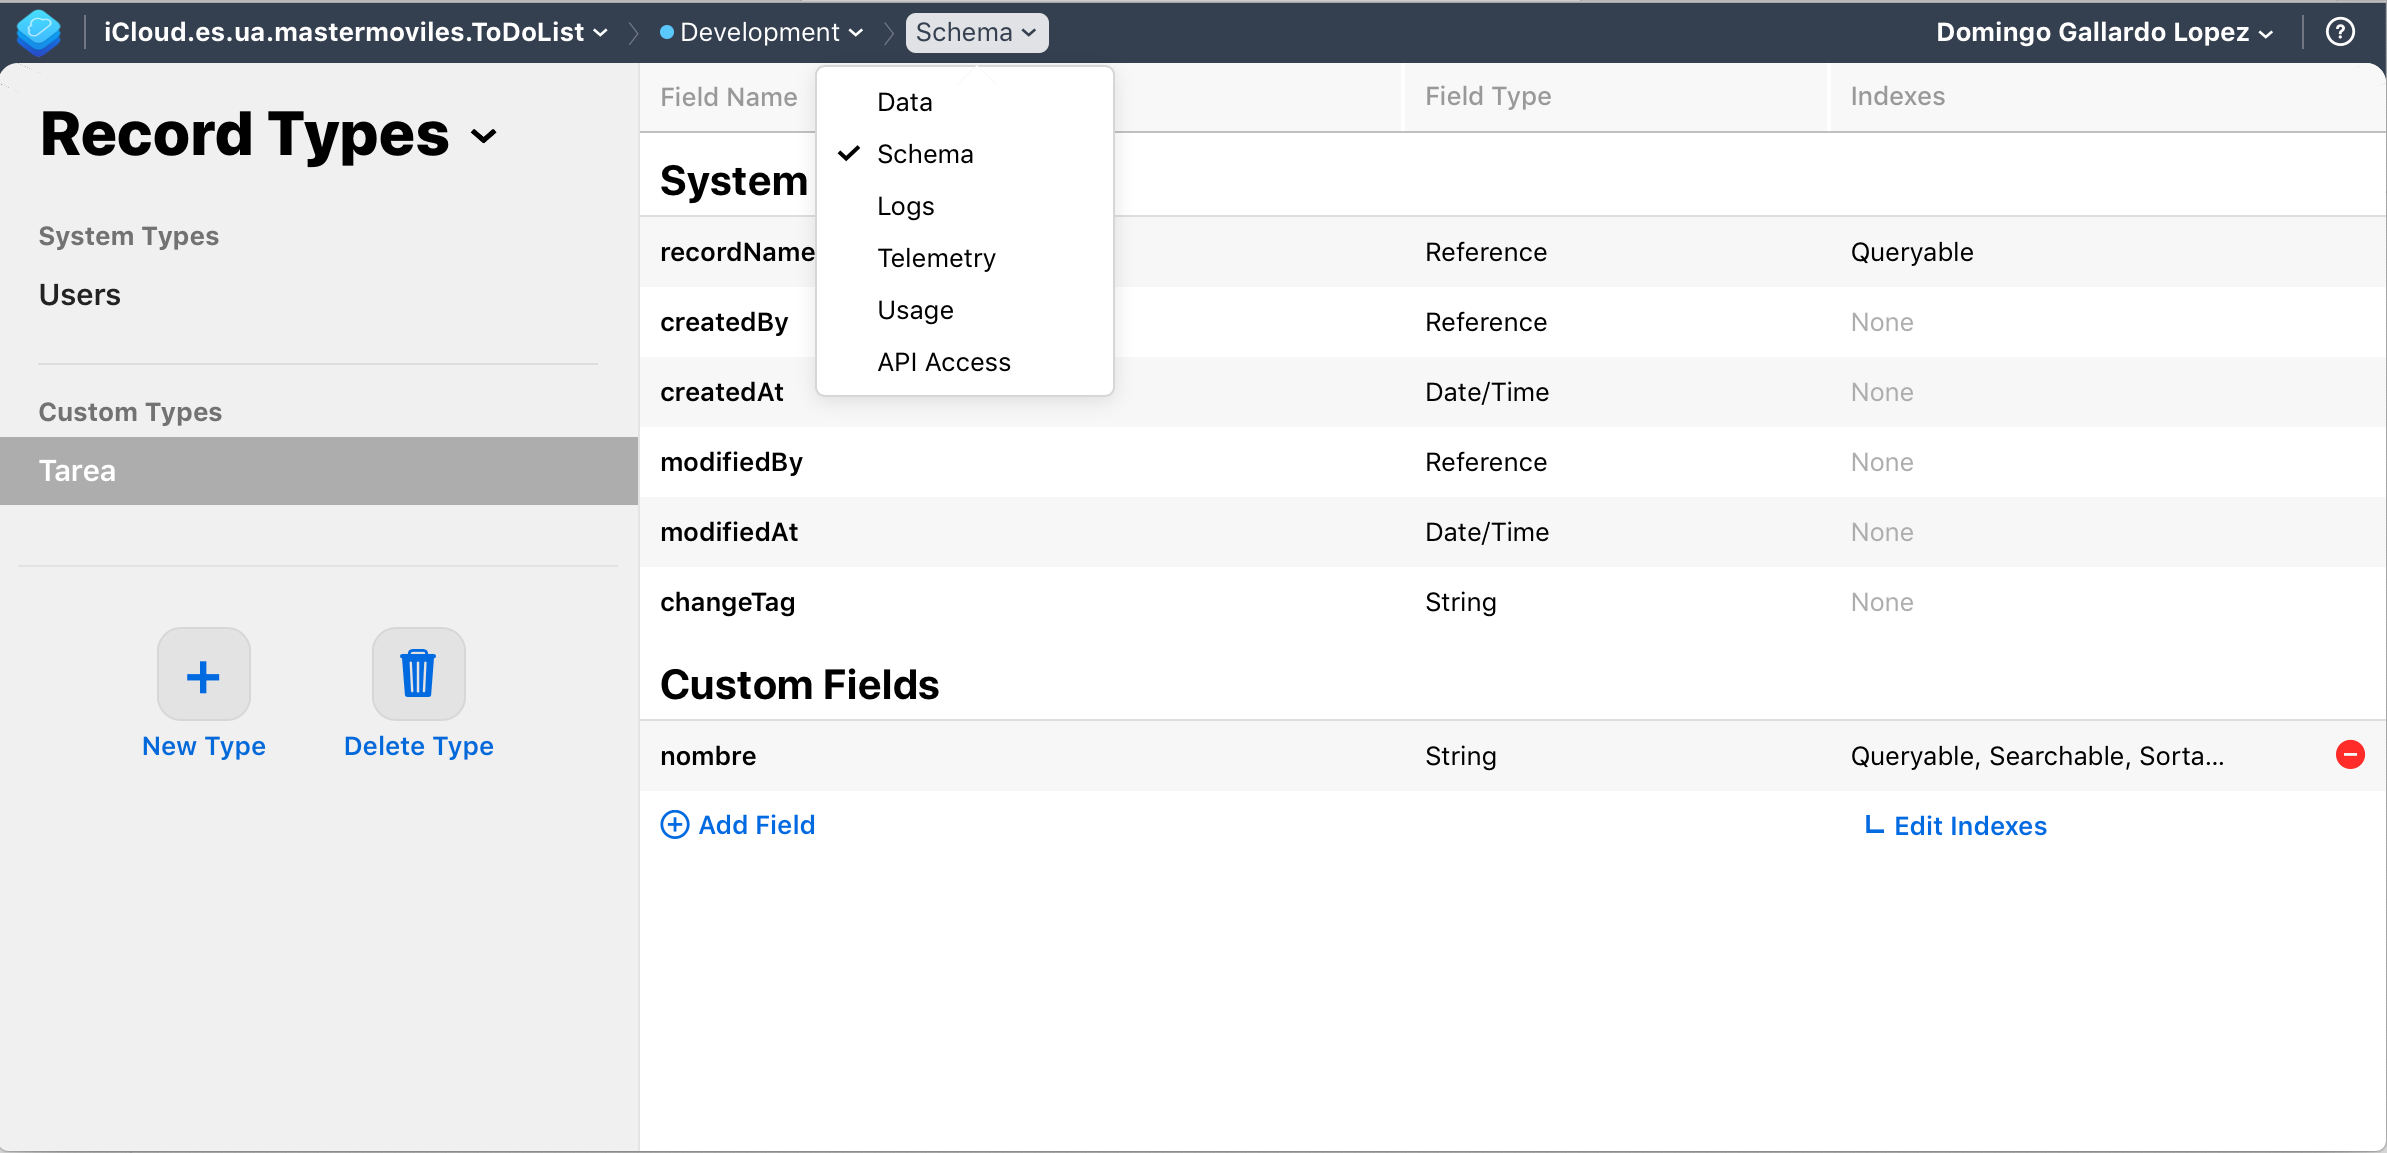 iCloud.es.ua.mastermoviles.ToDoList Development Schema Domingo Gallardo Lopez ?
Record Types
System Types
Users
Custom Types
Tarea
New Type Delete Type
Data
Schema
Logs
Telemetry
Usage
API Access
Field Name Field Type Indexes
System
recordName Reference Queryable
createdBy Reference None
createdAt Date/Time None
modifiedBy Reference None
modifiedAt Date/Time None
changeTag String None
Custom Fields
nombre String Queryable, Searchable, Sorta...
Add Field Edit Indexes